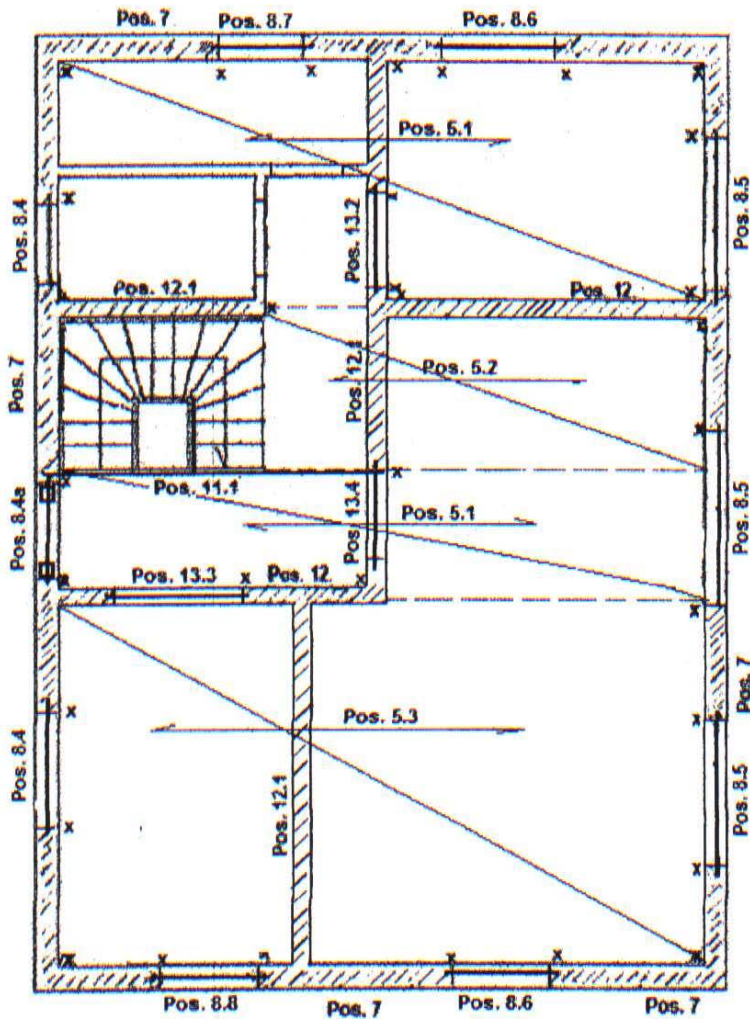 Pos. 7
Pos. 8.7
Pos. 8.6
Pos. 5.1
Pos. 8.4
Pos. 13.2
Pos. 8.5
Pos. 12.1
Pos. 12
Pos. 7
Pos. 12.1
Pos. 5.2
Pos. 11.1
Pos. 8.4a
Pos. 13.4
Pos. 5.1
Pos. 8.5
Pos. 13.3
Pos. 12
Pos. 7
Pos. 5.3
Pos. 8.4
Pos. 12.1
Pos. 8.5
Pos. 8.8
Pos. 7
Pos. 8.6
Pos. 7